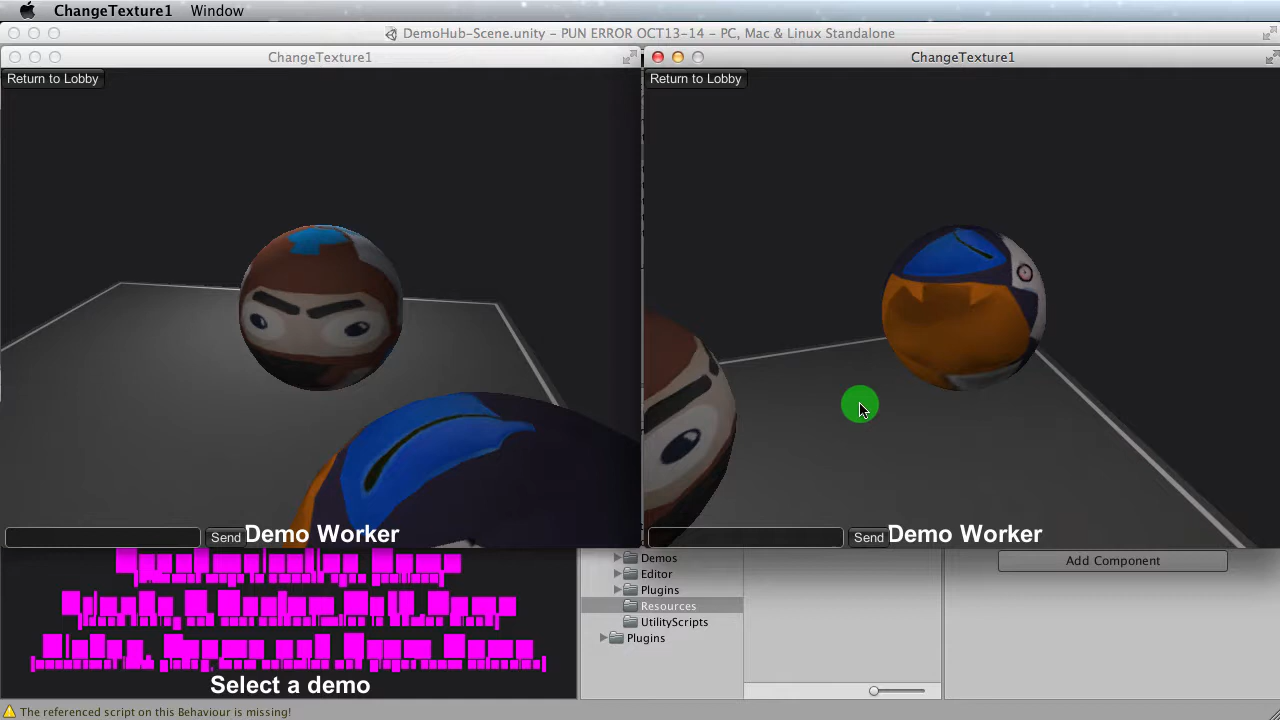 ChangeTexture1 Window
DemoHub-Scene.unity - PUN ERROR OCT13-14 - PC, Mac & Linux Standalone
ChangeTexture1
ChangeTexture1
Return to Lobby
Return to Lobby
Send
Demo Worker
Send
Demo Worker
Demos
Editor
Plugins
Resources
UtilityScripts
Plugins
Add Component
Select a demo
The referenced script on this Behaviour is missing!